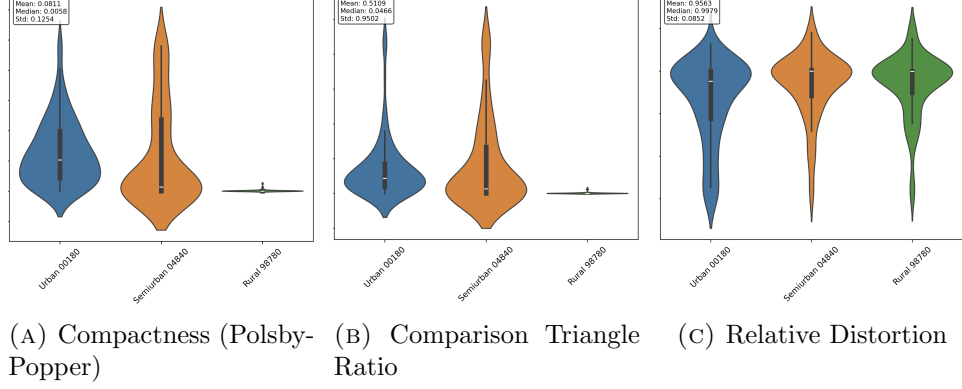 Mean: 0.0811
Median: 0.0058
Std: 0.1254
Mean: 0.5109
Median: 0.0466
Std: 0.9502
Mean: 0.9563
Median: 0.9979
Std: 0.0852
Urban 00180
Semiurban 04840
Rural 98780
Urban 00180
Semiurban 04840
Rural 98780
Urban 00180
Semiurban 04840
Rural 98780
(A) Compactness (Polsby-
Popper)
(B) Comparison Triangle
Ratio
(C) Relative Distortion